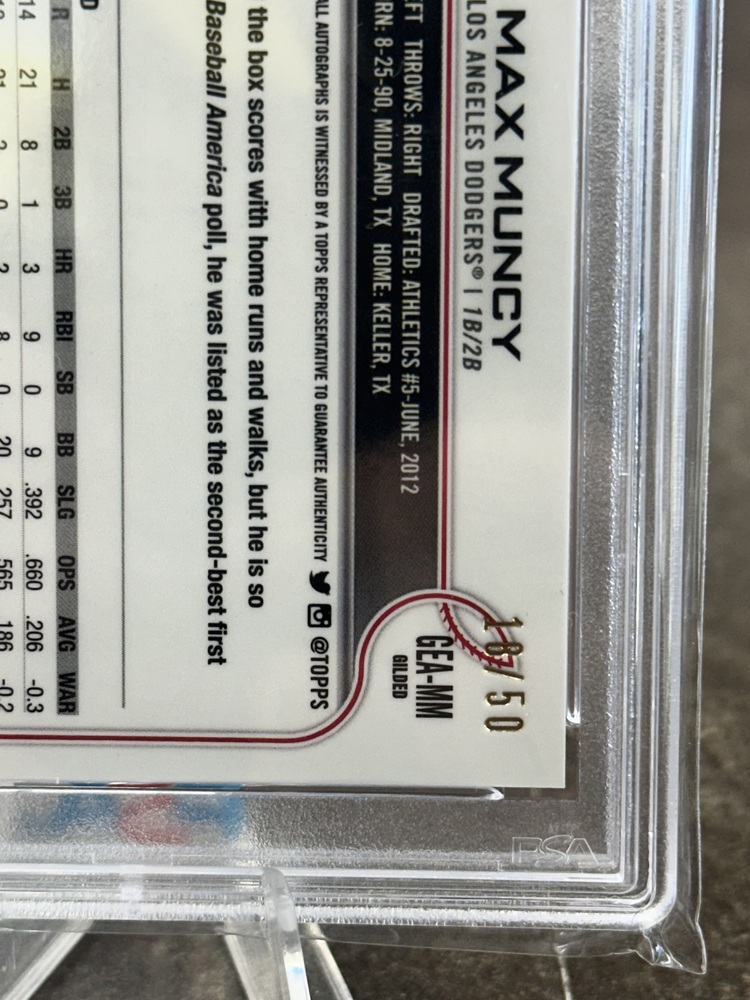 MAX MUNCY
LOS ANGELES DODGERS® | 1B/2B
THROWS: RIGHT DRAFTED: ATHLETICS #5-JUNE, 2012
8-25-90, MIDLAND, TX HOME: KELLER, TX
18/50
GEA-MM
GILDED
ALL AUTOGRAPHS IS WITNESSED BY A TOPPS REPRESENTATIVE TO GUARANTEE AUTHENTICITY @TOPPS
the box scores with home runs and walks, but he is so
Baseball America poll, he was listed as the second-best first
R H 2B 3B HR RBI SB BB SLG OPS AVG WAR
14 21 8 1 3 9 0 9 .392 .660 .206 -0.3
PSA